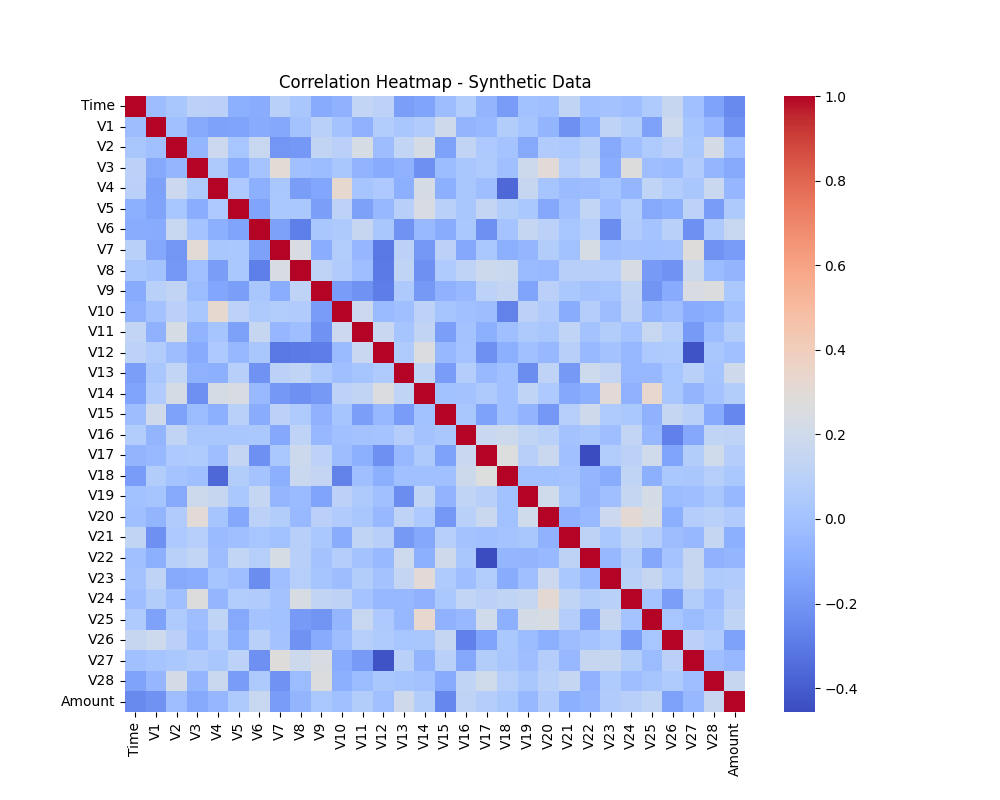 Correlation Heatmap - Synthetic Data
Time
V1
V2
V3
V4
V5
V6
V7
V8
V9
V10
V11
V12
V13
V14
V15
V16
V17
V18
V19
V20
V21
V22
V23
V24
V25
V26
V27
V28
Amount
Time V1 V2 V3 V4 V5 V6 V7 V8 V9 V10 V11 V12 V13 V14 V15 V16 V17 V18 V19 V20 V21 V22 V23 V24 V25 V26 V27 V28 Amount
1.0
0.8
0.6
0.4
0.2
0.0
−0.2
−0.4